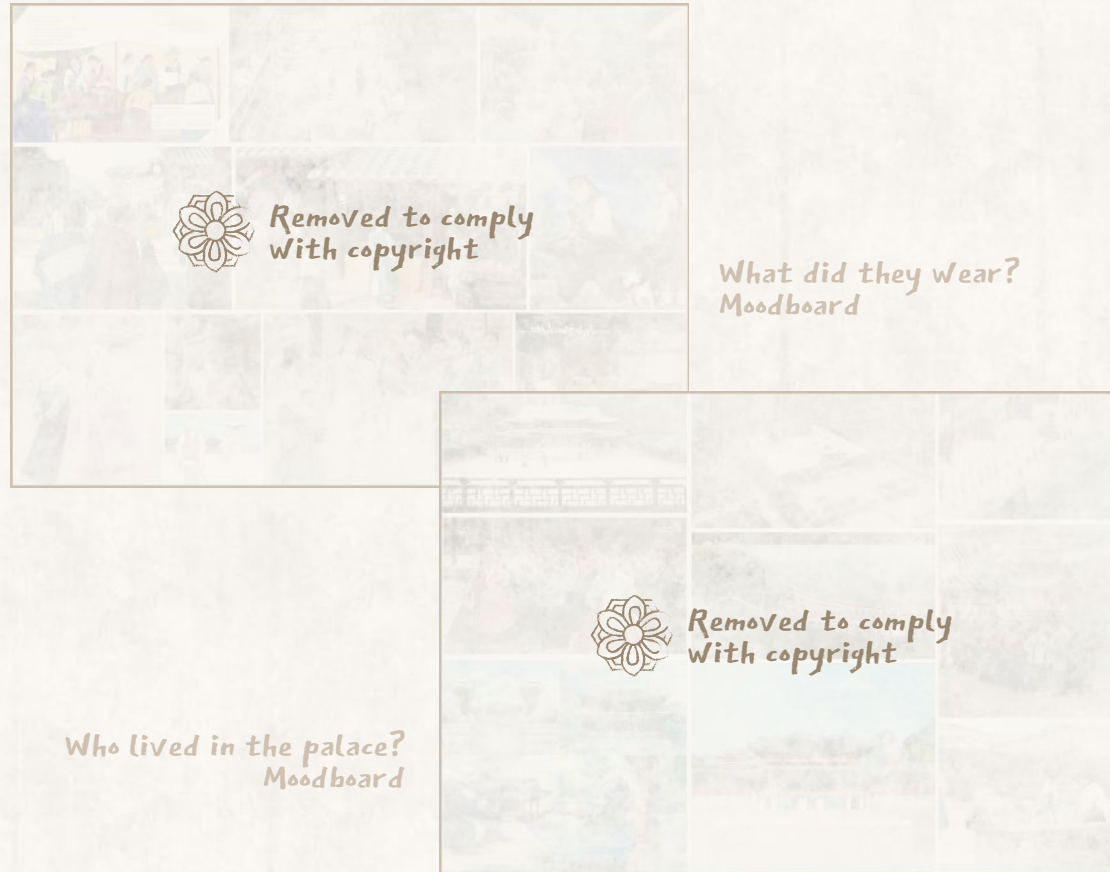 Removed to comply
with copyright
What did they wear?
Moodboard
Removed to comply
with copyright
Who lived in the palace?
Moodboard